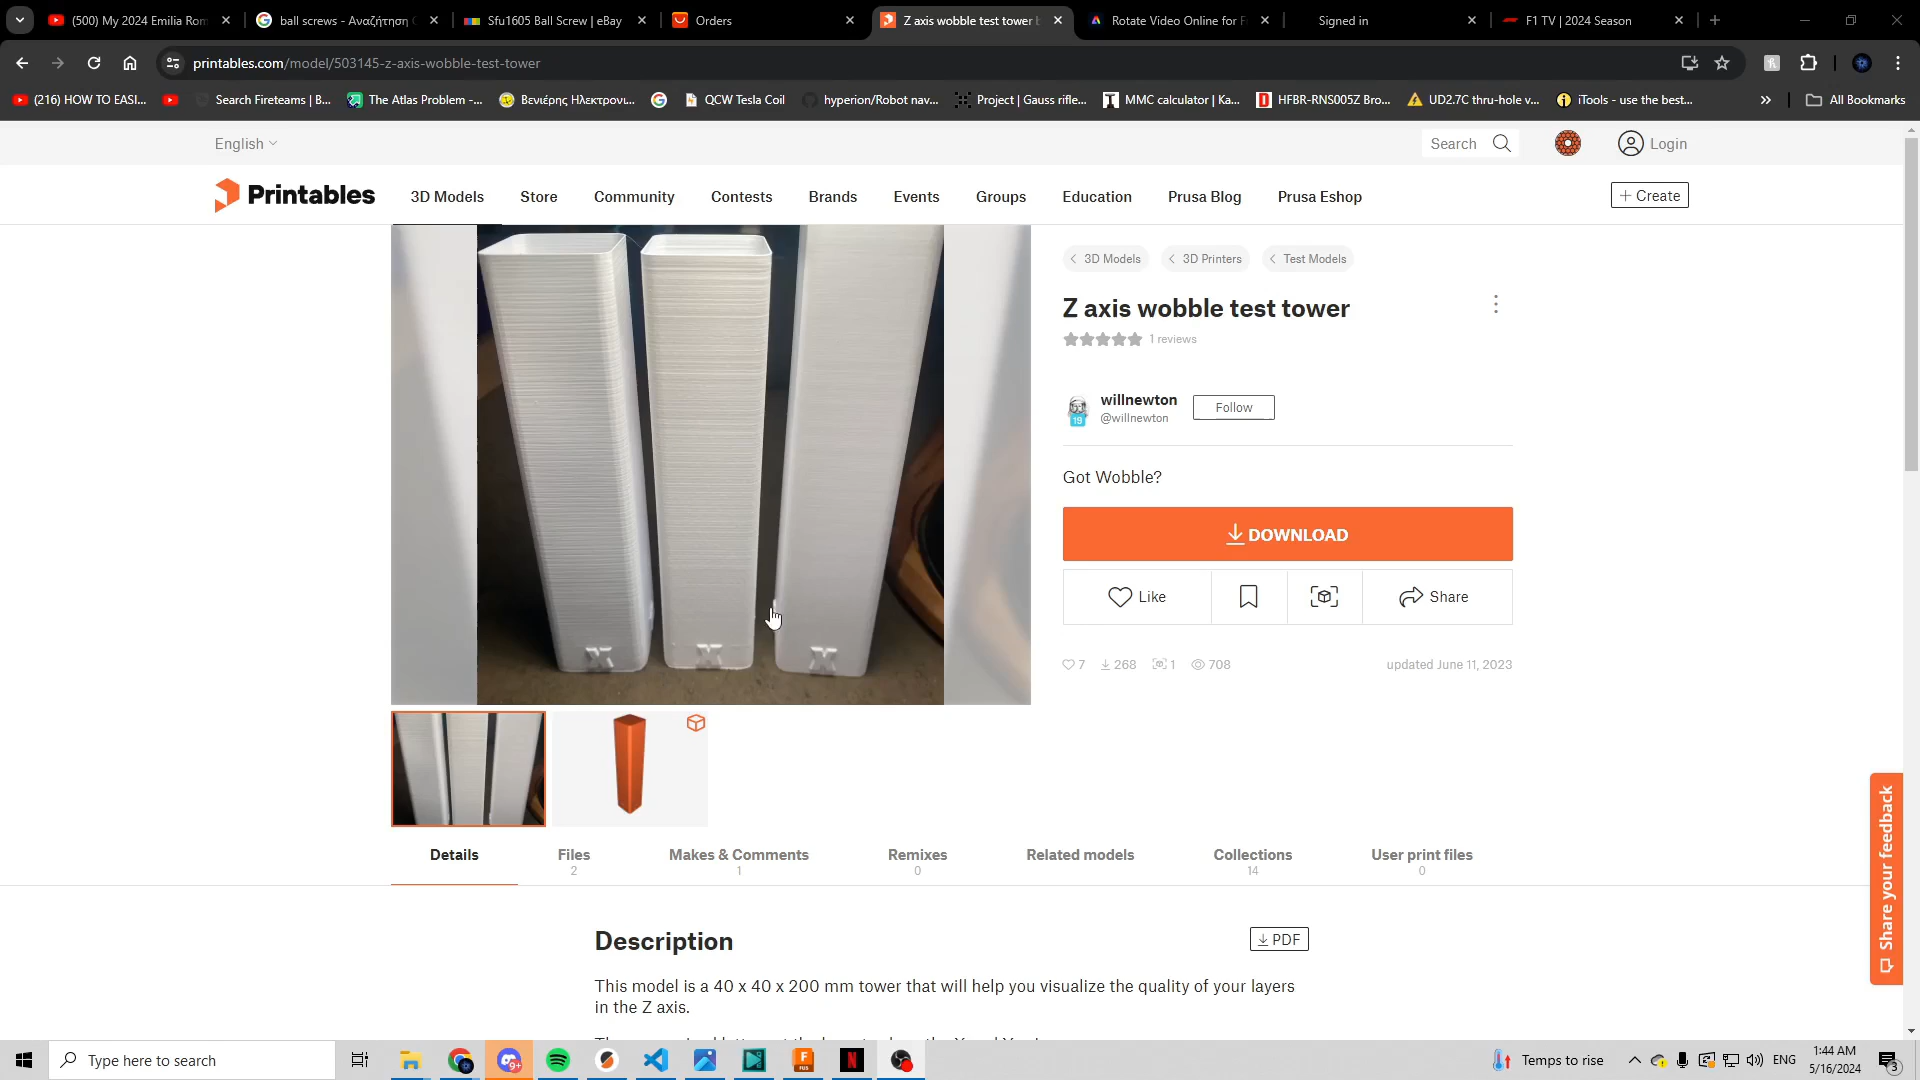 (500) My 2024 Emilia Rom
ball screws - Αναζήτηση
Sfu1605 Ball Screw | eBay
Orders
Z axis wobble test tower
Rotate Video Online for F
Signed in
F1 TV | 2024 Season
printables.com/model/503145-z-axis-wobble-test-tower
(216) HOW TO EASI...
Search Fireteams | B...
The Atlas Problem -...
Βενιέρης Ηλεκτρονι...
QCW Tesla Coil
hyperion/Robot nav...
Project | Gauss rifle...
MMC calculator | Ka...
HFBR-RNS005Z Bro...
UD2.7C thru-hole v...
iTools - use the best...
All Bookmarks
English
Search
Login
Printables
3D Models
Store
Community
Contests
Brands
Events
Groups
Education
Prusa Blog
Prusa Eshop
+ Create
3D Models
3D Printers
Test Models
Z axis wobble test tower
1 reviews
willnewton
@willnewton
19
Follow
Got Wobble?
DOWNLOAD
Like
Share
7
268
1
708
updated June 11, 2023
X
X
X
Details
Files
2
Makes & Comments
1
Remixes
0
Related models
Collections
14
User print files
0
Share your feedback
Description
PDF
This model is a 40 x 40 x 200 mm tower that will help you visualize the quality of your layers
in the Z axis.
Type here to search
9+
Temps to rise
ENG
1:44 AM
5/16/2024
3